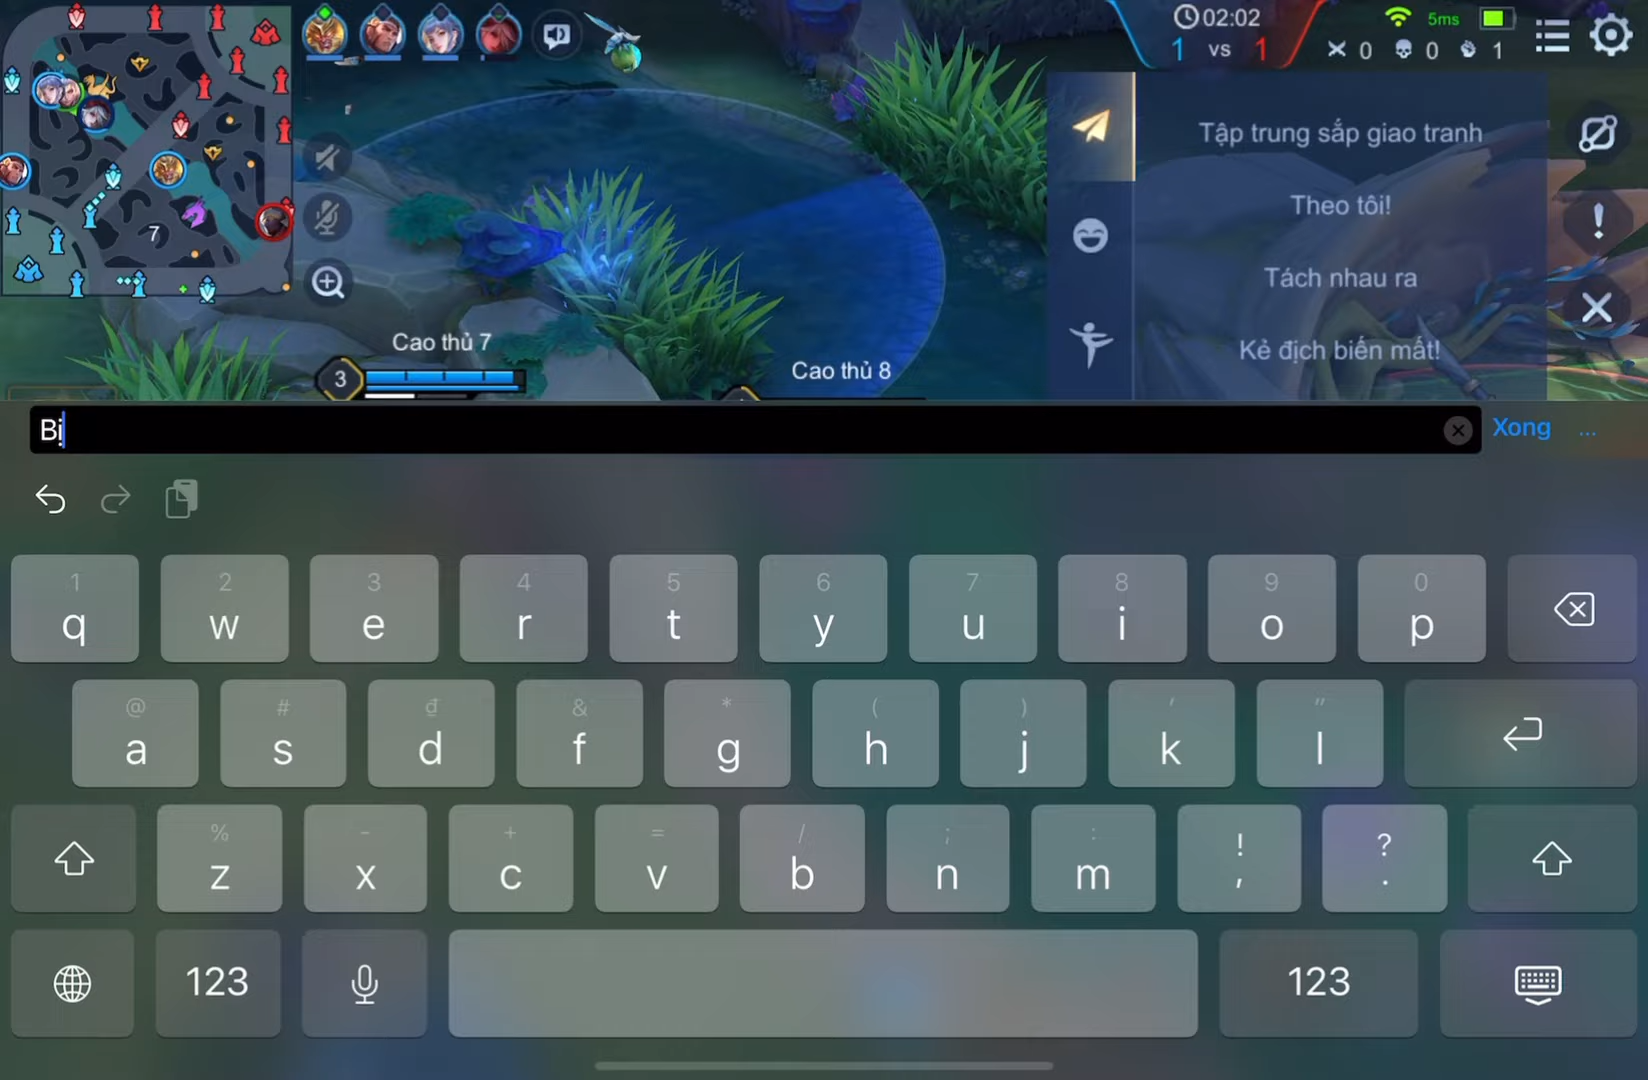 02:02
5ms
1 vs 1
0
0
1
7
Tập trung sắp giao tranh
Theo tôi!
Tách nhau ra
Kẻ địch biến mất!
Cao thủ 7
3
Cao thủ 8
Bị
Xong
...
1 2 3 4 5 6 7 8 9 0
q w e r t y u i o p
@ # ₫ & * ( ) ' "
a s d f g h j k l
% - + = / ; : ! ?
z x c v b n m , .
123
123